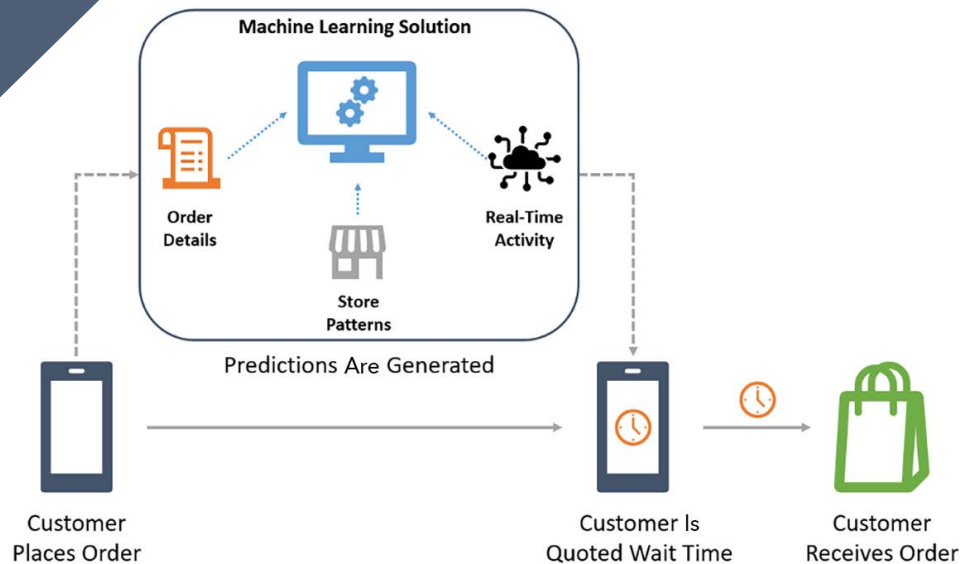 Machine Learning Solution
Order
Details
Real-Time
Activity
Store
Patterns
Predictions Are Generated
Customer
Places Order
Customer Is
Quoted Wait Time
Customer
Receives Order